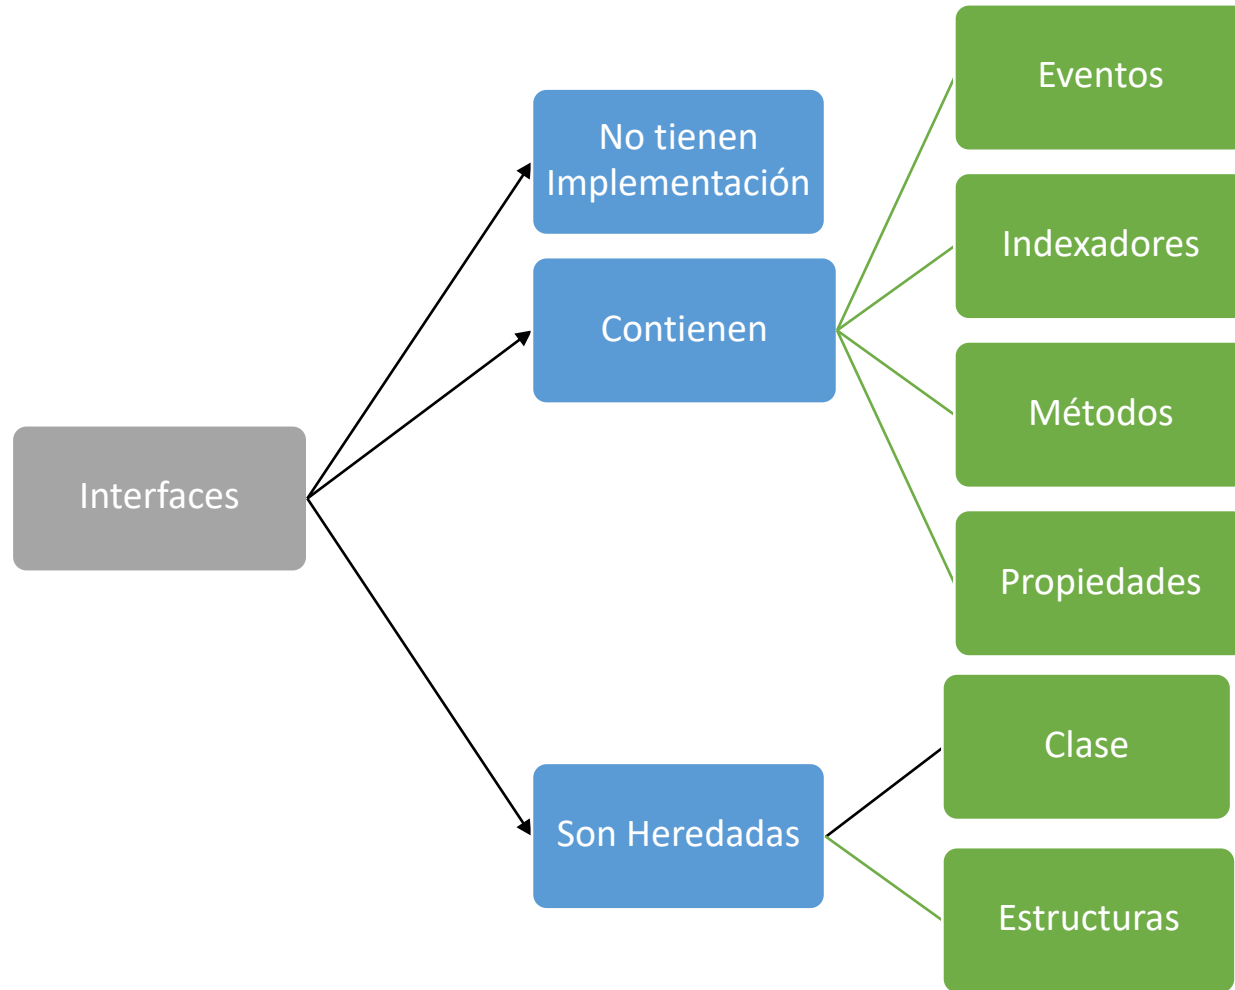 Interfaces
No tienen
Implementación
Contienen
Eventos
Indexadores
Métodos
Propiedades
Son Heredadas
Clase
Estructuras